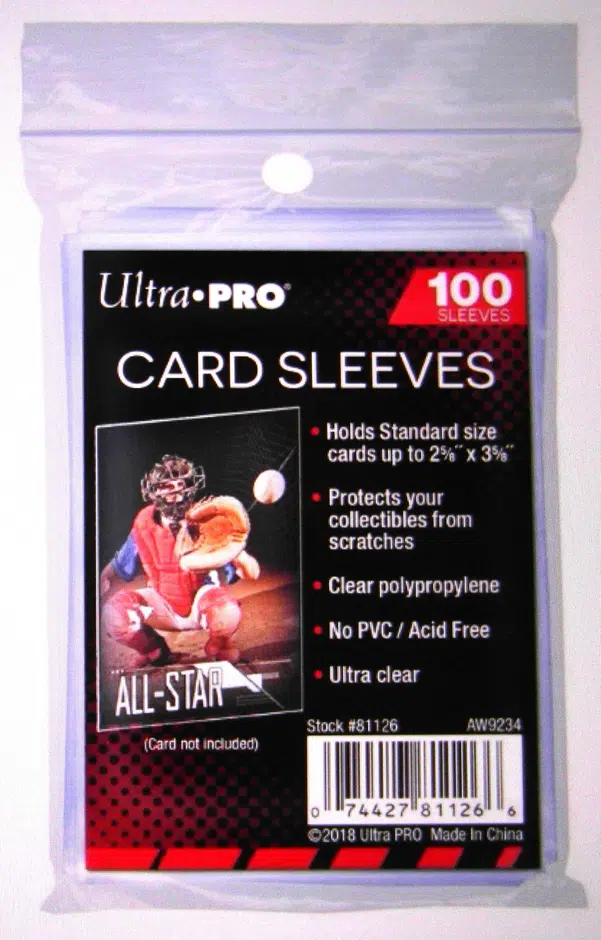 Ultra•PRO®
100
SLEEVES
CARD SLEEVES
• Holds Standard size
cards up to 2⅝˝ x 3⅝˝
• Protects your
collectibles from
scratches
• Clear polypropylene
• No PVC / Acid Free
• Ultra clear
ALL-STAR
(Card not included)
Stock #81126 AW9234
0 74427 81126 6
©2018 Ultra PRO Made In China